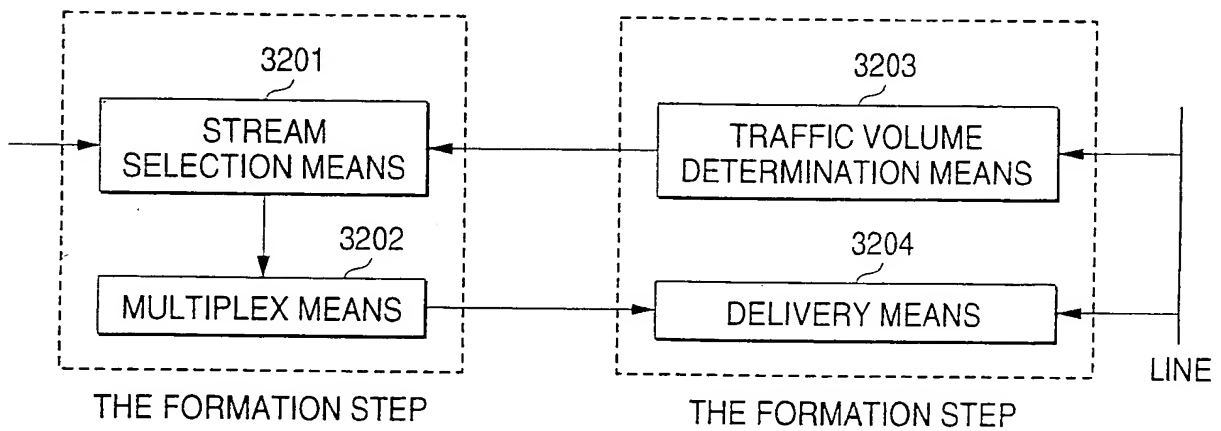 3201
STREAM
SELECTION MEANS
3202
MULTIPLEX MEANS
THE FORMATION STEP
3203
TRAFFIC VOLUME
DETERMINATION MEANS
3204
DELIVERY MEANS
THE FORMATION STEP
LINE